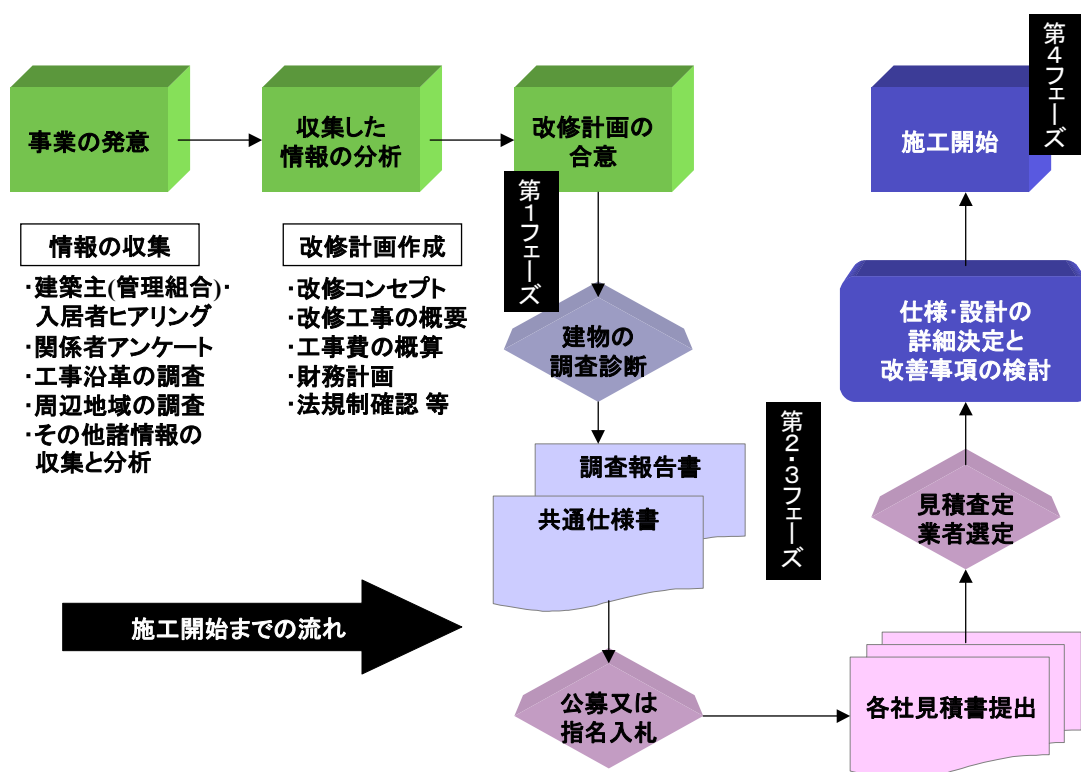 事業の発意
収集した
情報の分析
改修計画の
合意
第1フェーズ
情報の収集
・建築主(管理組合)・
入居者ヒアリング
・関係者アンケート
・工事沿革の調査
・周辺地域の調査
・その他諸情報の
収集と分析
改修計画作成
・改修コンセプト
・改修工事の概要
・工事費の概算
・財務計画
・法規制確認 等
建物の
調査診断
調査報告書
共通仕様書
施工開始までの流れ
公募又は
指名入札
第2・3フェーズ
各社見積書提出
見積査定
業者選定
仕様・設計の
詳細決定と
改善事項の検討
施工開始
第4フェーズ